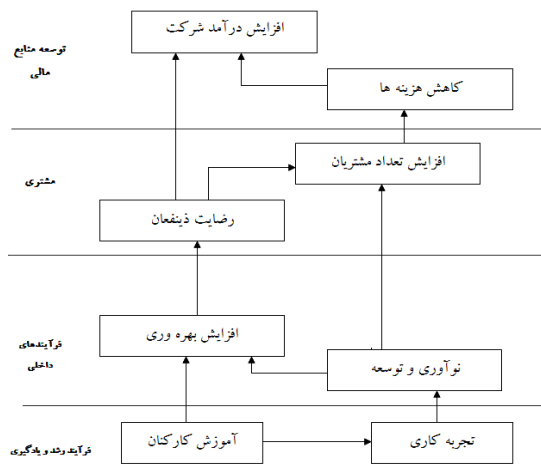 افزایش درآمد شرکت
توسعه منابع
مالی
کاهش هزینه ها
افزایش تعداد مشتریان
مشتری
رضایت ذینفعان
افزایش بهره وری
فرآیندهای
داخلی
نوآوری و توسعه
آموزش کارکنان
تجربه کاری
فرآیند رشد و یادگیری